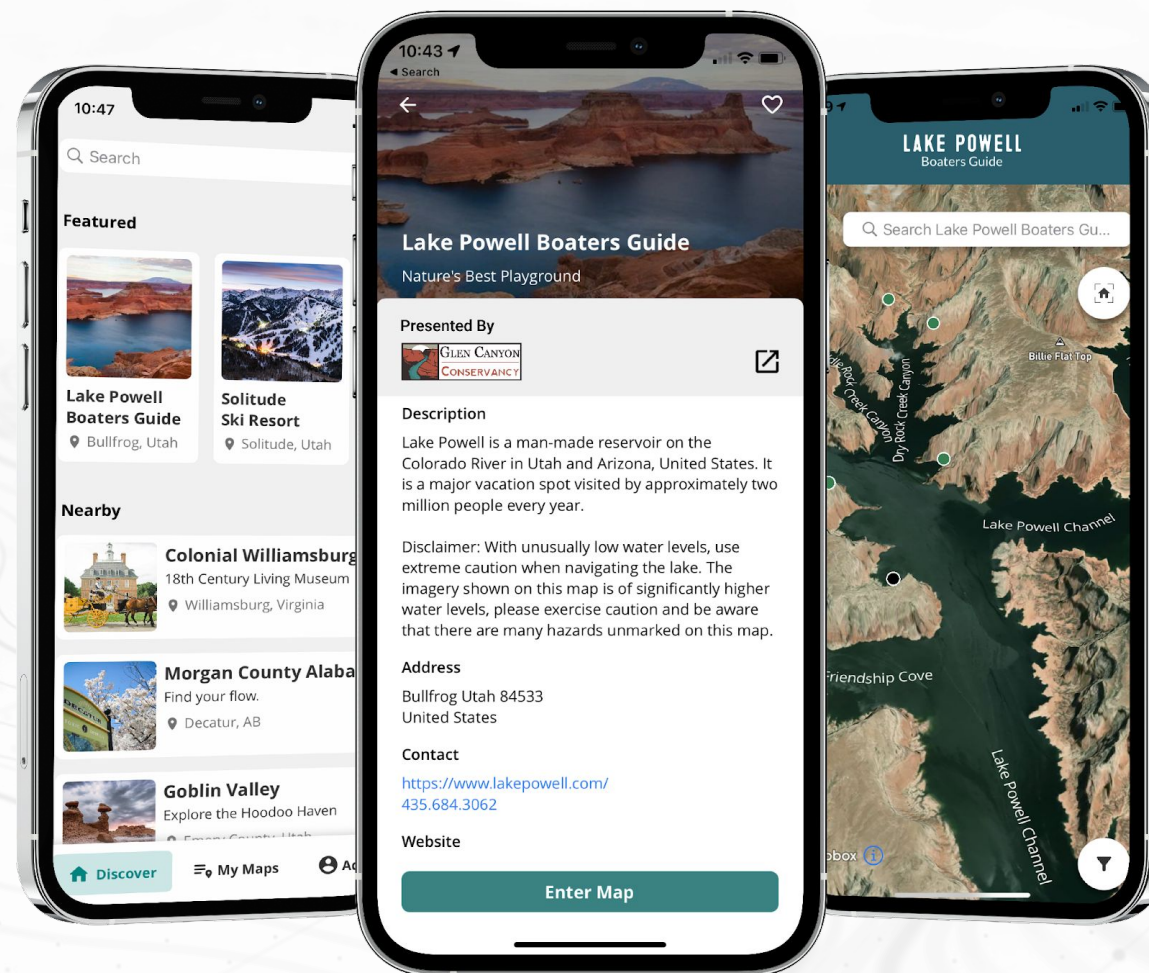 10:47
Search
Featured
Lake Powell
Boaters Guide
Bullfrog, Utah
Solitude
Ski Resort
Solitude, Utah
Nearby
Colonial Williamsburg
18th Century Living Museum
Williamsburg, Virginia
DECATUR
Morgan County Alaba
Find your flow.
Decatur, AB
Goblin Valley
Explore the Hoodoo Haven
Emery County, Utah
Discover
My Maps
10:43
Search
Lake Powell Boaters Guide
Nature's Best Playground
Presented By
GLEN CANYON
CONSERVANCY
Description
Lake Powell is a man-made reservoir on the
Colorado River in Utah and Arizona, United States. It
is a major vacation spot visited by approximately two
million people every year.
Disclaimer: With unusually low water levels, use
extreme caution when navigating the lake. The
imagery shown on this map is of significantly higher
water levels, please exercise caution and be aware
that there are many hazards unmarked on this map.
Address
Bullfrog Utah 84533
United States
Contact
https://www.lakepowell.com/
435.684.3062
Website
Enter Map
LAKE POWELL
Boaters Guide
Search Lake Powell Boaters Gu...
Billie Flat Top
Rock Creek Canyon
Dry Rock Creek Canyon
Lake Powell Channel
Friendship Cove
Lake Powell Channel